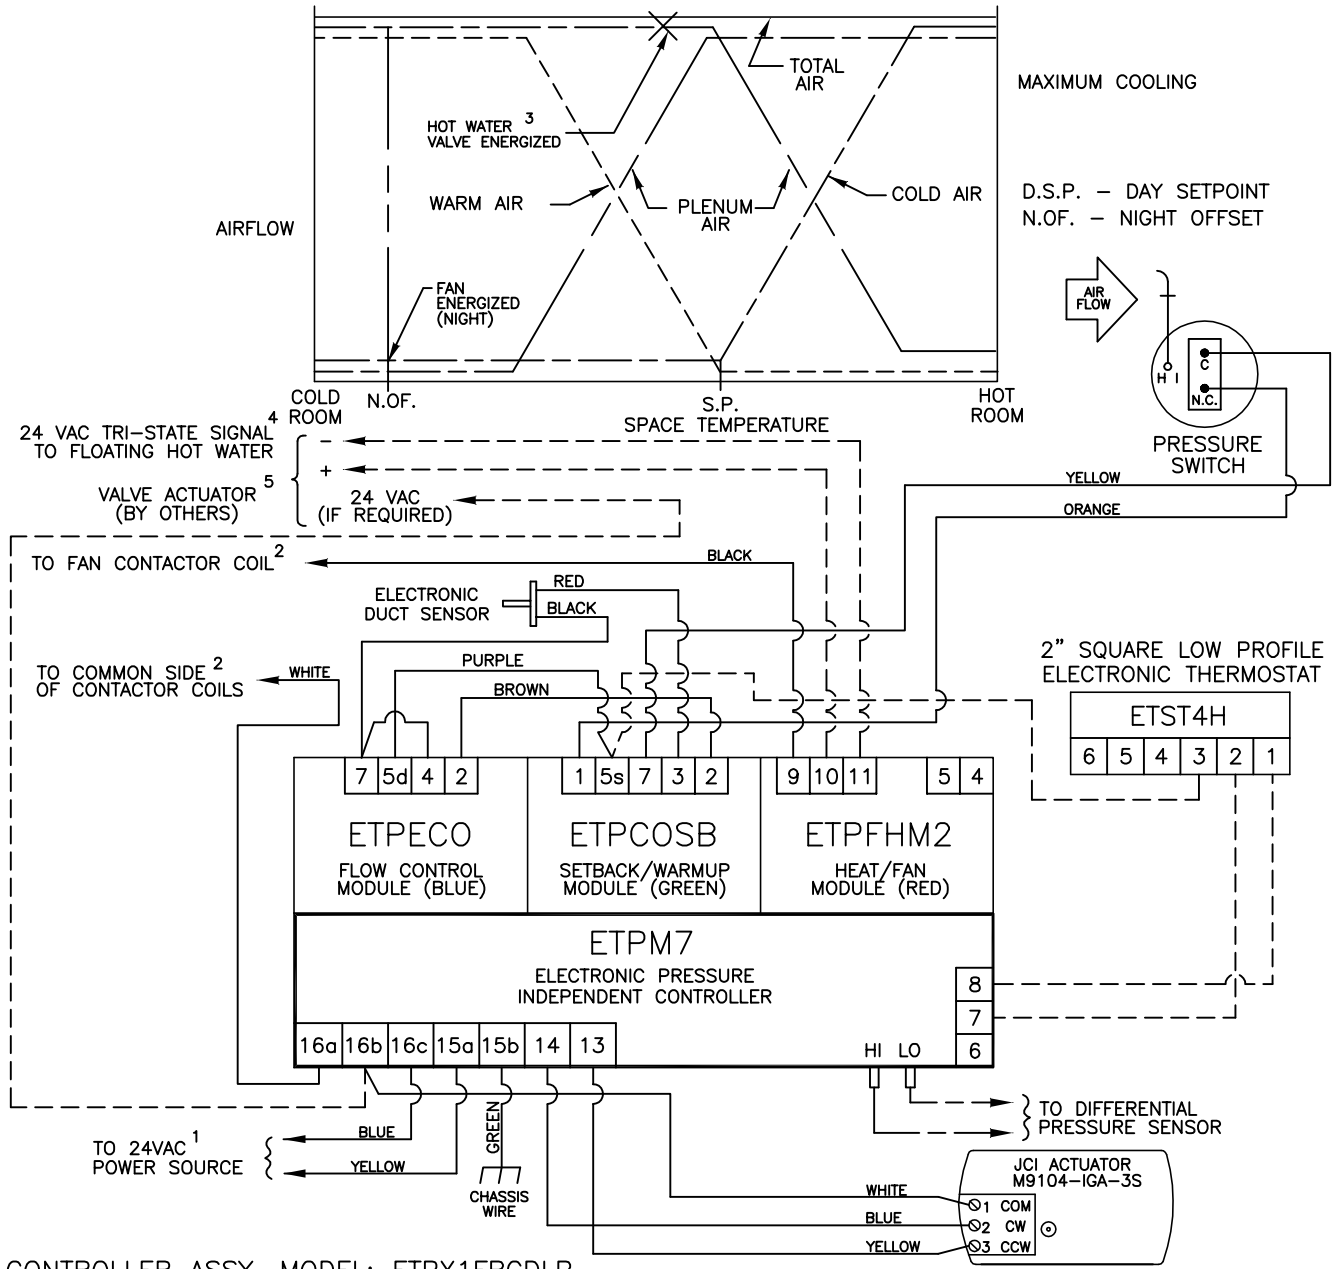 TOTAL
AIR
MAXIMUM COOLING
HOT WATER 3
VALVE ENERGIZED
WARM AIR
PLENUM
AIR
COLD AIR
D.S.P. – DAY SETPOINT
N.OF. – NIGHT OFFSET
AIRFLOW
FAN
ENERGIZED
(NIGHT)
AIR
FLOW
COLD
ROOM
N.OF.
S.P.
SPACE TEMPERATURE
HOT
ROOM
H I
C
N.C.
PRESSURE
SWITCH
24 VAC TRI–STATE SIGNAL 4
TO FLOATING HOT WATER
VALVE ACTUATOR 5
(BY OTHERS)
–
+
24 VAC
(IF REQUIRED)
YELLOW
ORANGE
TO FAN CONTACTOR COIL 2
BLACK
ELECTRONIC
DUCT SENSOR
RED
BLACK
TO COMMON SIDE 2
OF CONTACTOR COILS
WHITE
PURPLE
BROWN
2" SQUARE LOW PROFILE
ELECTRONIC THERMOSTAT
ETST4H
6 5 4 3 2 1
7 5d 4 2
1 5s 7 3 2
9 10 11 5 4
ETPECO
FLOW CONTROL
MODULE (BLUE)
ETPCOSB
SETBACK/WARMUP
MODULE (GREEN)
ETPFHM2
HEAT/FAN
MODULE (RED)
ETPM7
ELECTRONIC PRESSURE
INDEPENDENT CONTROLLER
8
7
6
16a 16b 16c 15a 15b 14 13
HI LO
TO DIFFERENTIAL
PRESSURE SENSOR
TO 24VAC 1
POWER SOURCE
BLUE
YELLOW
GREEN
CHASSIS
WIRE
JCI ACTUATOR
M9104–IGA–3S
WHITE
BLUE
YELLOW
1 COM
2 CW
3 CCW
CONTROLLER ASSY. MODEL: ETRX1FBCDLR